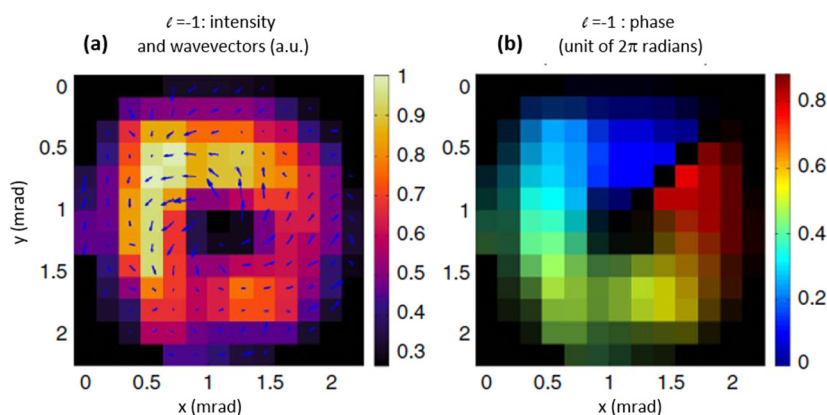 ℓ =-1: intensity
and wavevectors (a.u.)
(a)
ℓ =-1 : phase
(unit of 2π radians)
(b)
0
0.5
1
1.5
2
y (mrad)
0 0.5 1 1.5 2
x (mrad)
1
0.9
0.8
0.7
0.6
0.5
0.4
0.3
0
0.5
1
1.5
2
0 0.5 1 1.5 2
x (mrad)
0.8
0.6
0.4
0.2
0